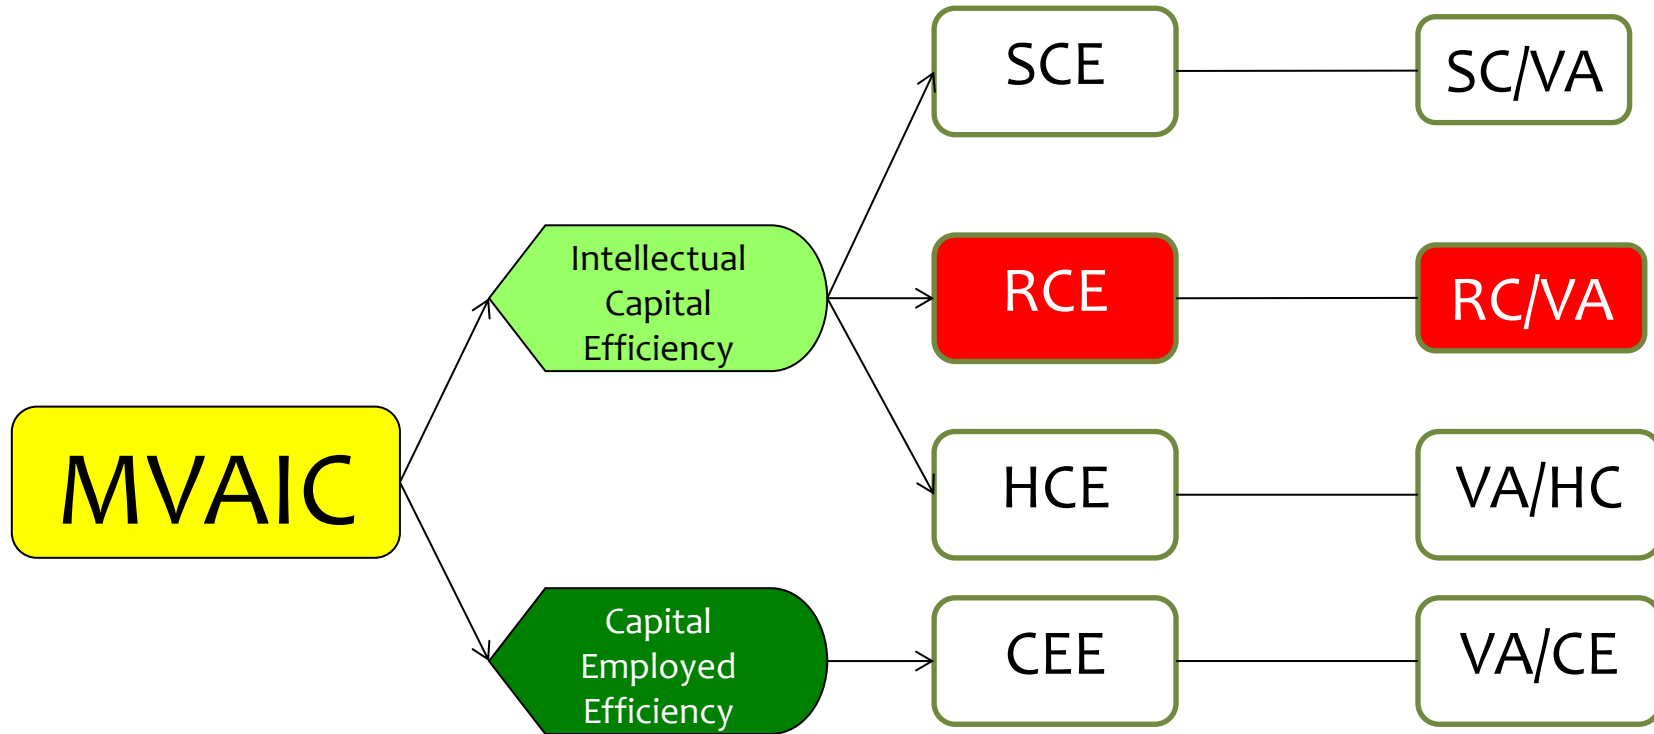 SCE
SC/VA
Intellectual
Capital
Efficiency
RCE
RC/VA
MVAIC
HCE
VA/HC
Capital
Employed
Efficiency
CEE
VA/CE